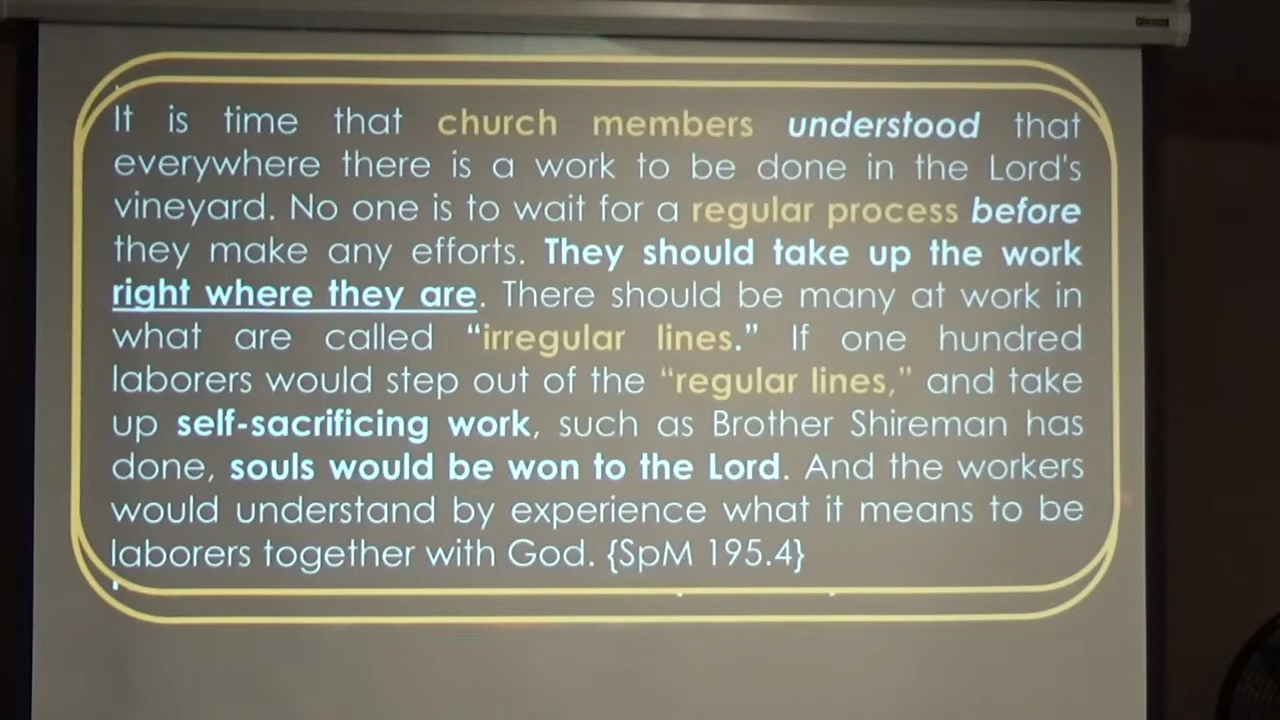 It is time that church members understood that
everywhere there is a work to be done in the Lord's
vineyard. No one is to wait for a regular process before
they make any efforts. They should take up the work
right where they are. There should be many at work in
what are called “irregular lines.” If one hundred
laborers would step out of the “regular lines,” and take
up self-sacrificing work, such as Brother Shireman has
done, souls would be won to the Lord. And the workers
would understand by experience what it means to be
laborers together with God. {SpM 195.4}